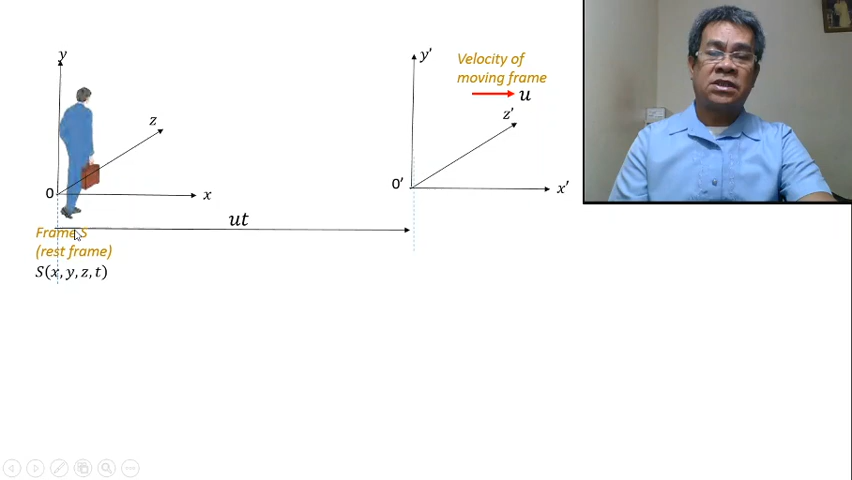 y
z
0
x
Frame S
(rest frame)
S(x, y, z, t)
ut
y'
Velocity of
moving frame
u
z'
0'
x'